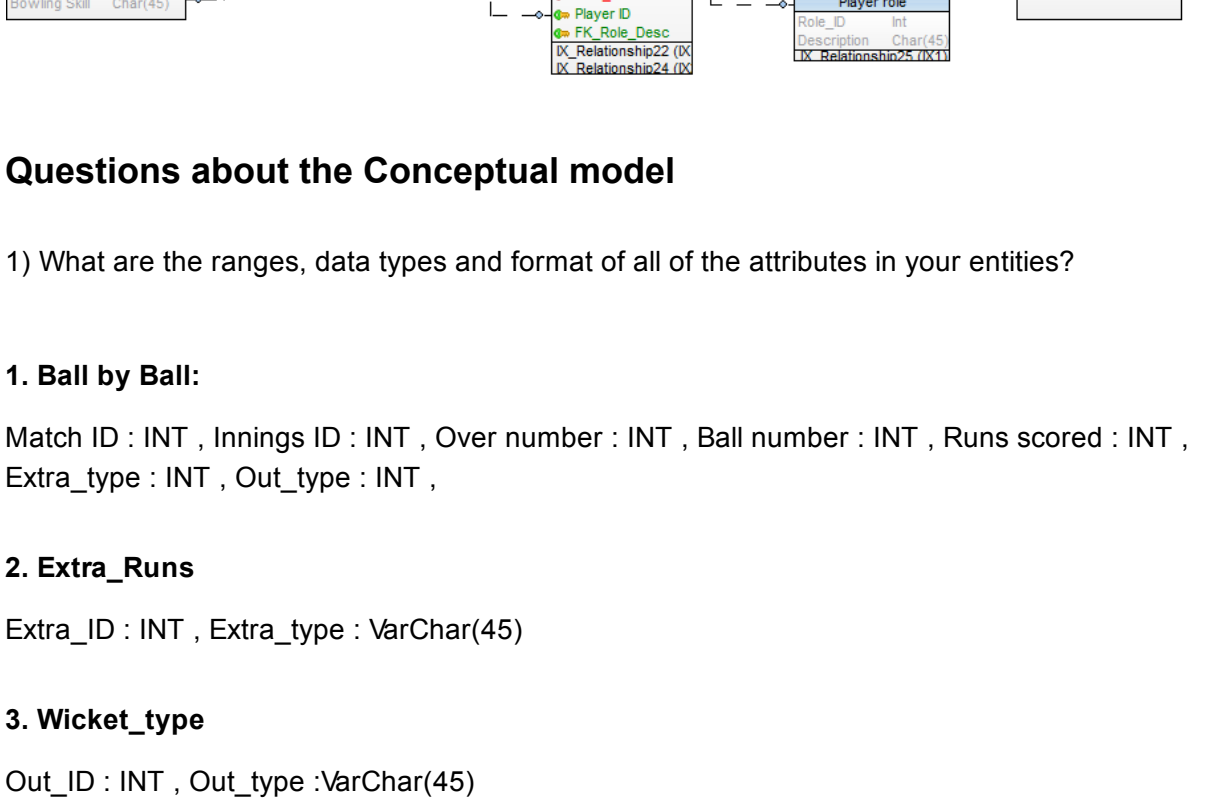 Bowling Skill Char(45)
Player ID
FK_Role_Desc
IX_Relationship22 (IX
IX_Relationship24 (IX
Player role
Role_ID Int
Description Char(45)
IX_Relationship25 (IX1)
Questions about the Conceptual model
1) What are the ranges, data types and format of all of the attributes in your entities?
1. Ball by Ball:
Match ID : INT , Innings ID : INT , Over number : INT , Ball number : INT , Runs scored : INT ,
Extra_type : INT , Out_type : INT ,
2. Extra_Runs
Extra_ID : INT , Extra_type : VarChar(45)
3. Wicket_type
Out_ID : INT , Out_type :VarChar(45)